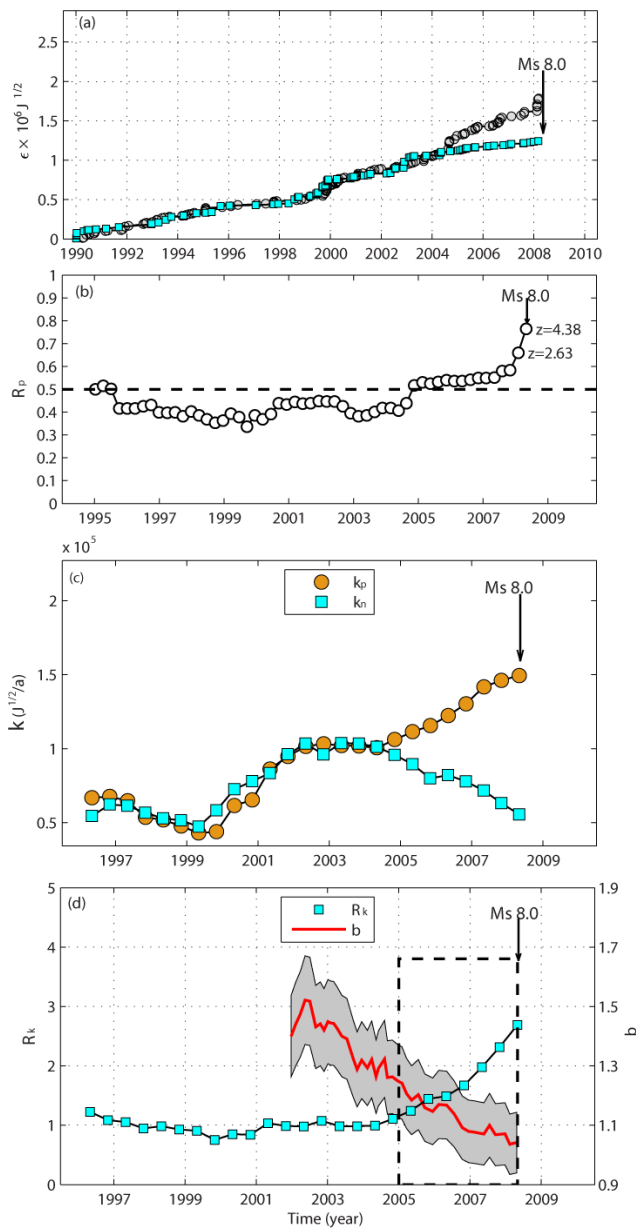 (a)
Ms 8.0
2.5
2
1.5
1
0.5
0
ϵ × 10⁶J ¹/²
1990 1992 1994 1996 1998 2000 2002 2004 2006 2008 2010
(b)
Ms 8.0
z=4.38
z=2.63
1
0.9
0.8
0.7
0.6
0.5
0.4
0.3
0.2
0.1
0
Rₚ
1995 1997 1999 2001 2003 2005 2007 2009
x 10⁵
(c)
kₚ
kₙ
Ms 8.0
2
1.5
1
0.5
k (J¹/²/a)
1997 1999 2001 2003 2005 2007 2009
(d)
Rₖ
b
Ms 8.0
5
4
3
2
1
0
Rₖ
1.9
1.7
1.5
1.3
1.1
0.9
b
1997 1999 2001 2003 2005 2007 2009
Time (year)